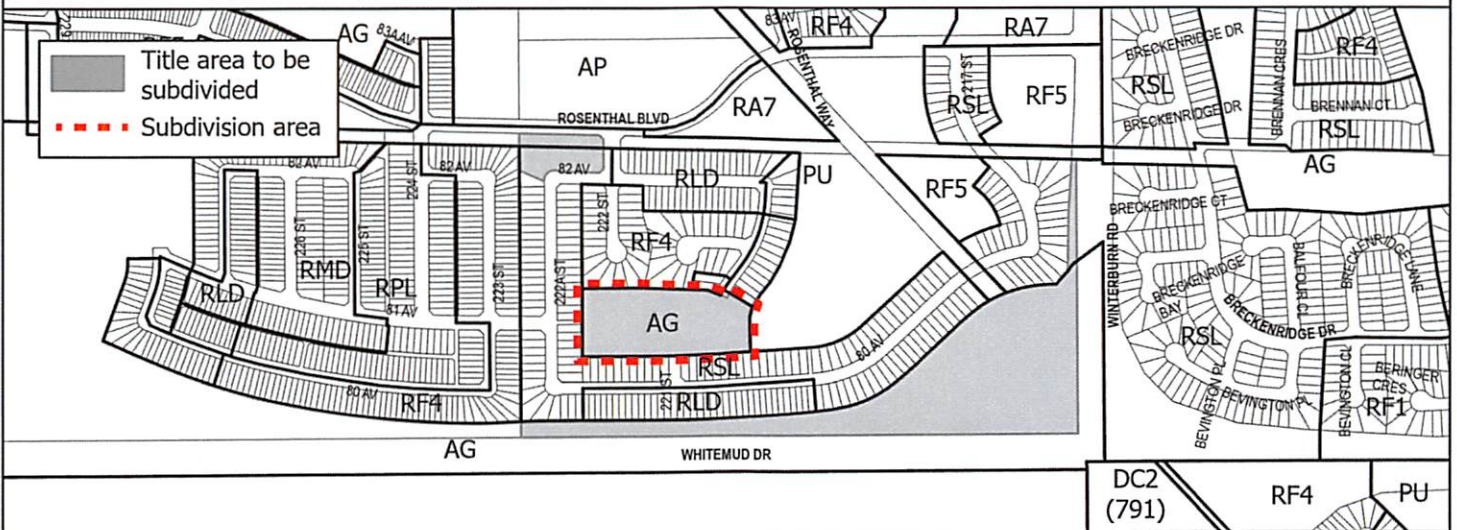 AG
83A AV
83 AV
RF4
RA7
Title area to be
subdivided
Subdivision area
AP
ROSENTHAL WAY
217 ST
RSL
RF5
RA7
ROSENTHAL BLVD
BRECKENRIDGE DR
RSL
BRECKENRIDGE DR
BRENNAN CRES
RF4
BRENNAN CT
RSL
AG
82 AV
224 ST
82 AV
82 AV
RLD
PU
RF5
BRECKENRIDGE CT
226 ST
225 ST
222 ST
RF4
RMD
RPL
223 ST
222A ST
RLD
81 AV
AG
WINTERBURN RD
BRECKENRIDGE
BAY
BALFOUR CL
BRECKENRIDGE LANE
BRECKENRIDGE DR
RSL
80 AV
RSL
80 AV
RF4
RLD
BEVINGTON PL
BEVINGTON PL
BEVINGTON CL
BERINGER
CRES
RF1
AG
WHITEMUD DR
DC2
(791)
RF4
PU